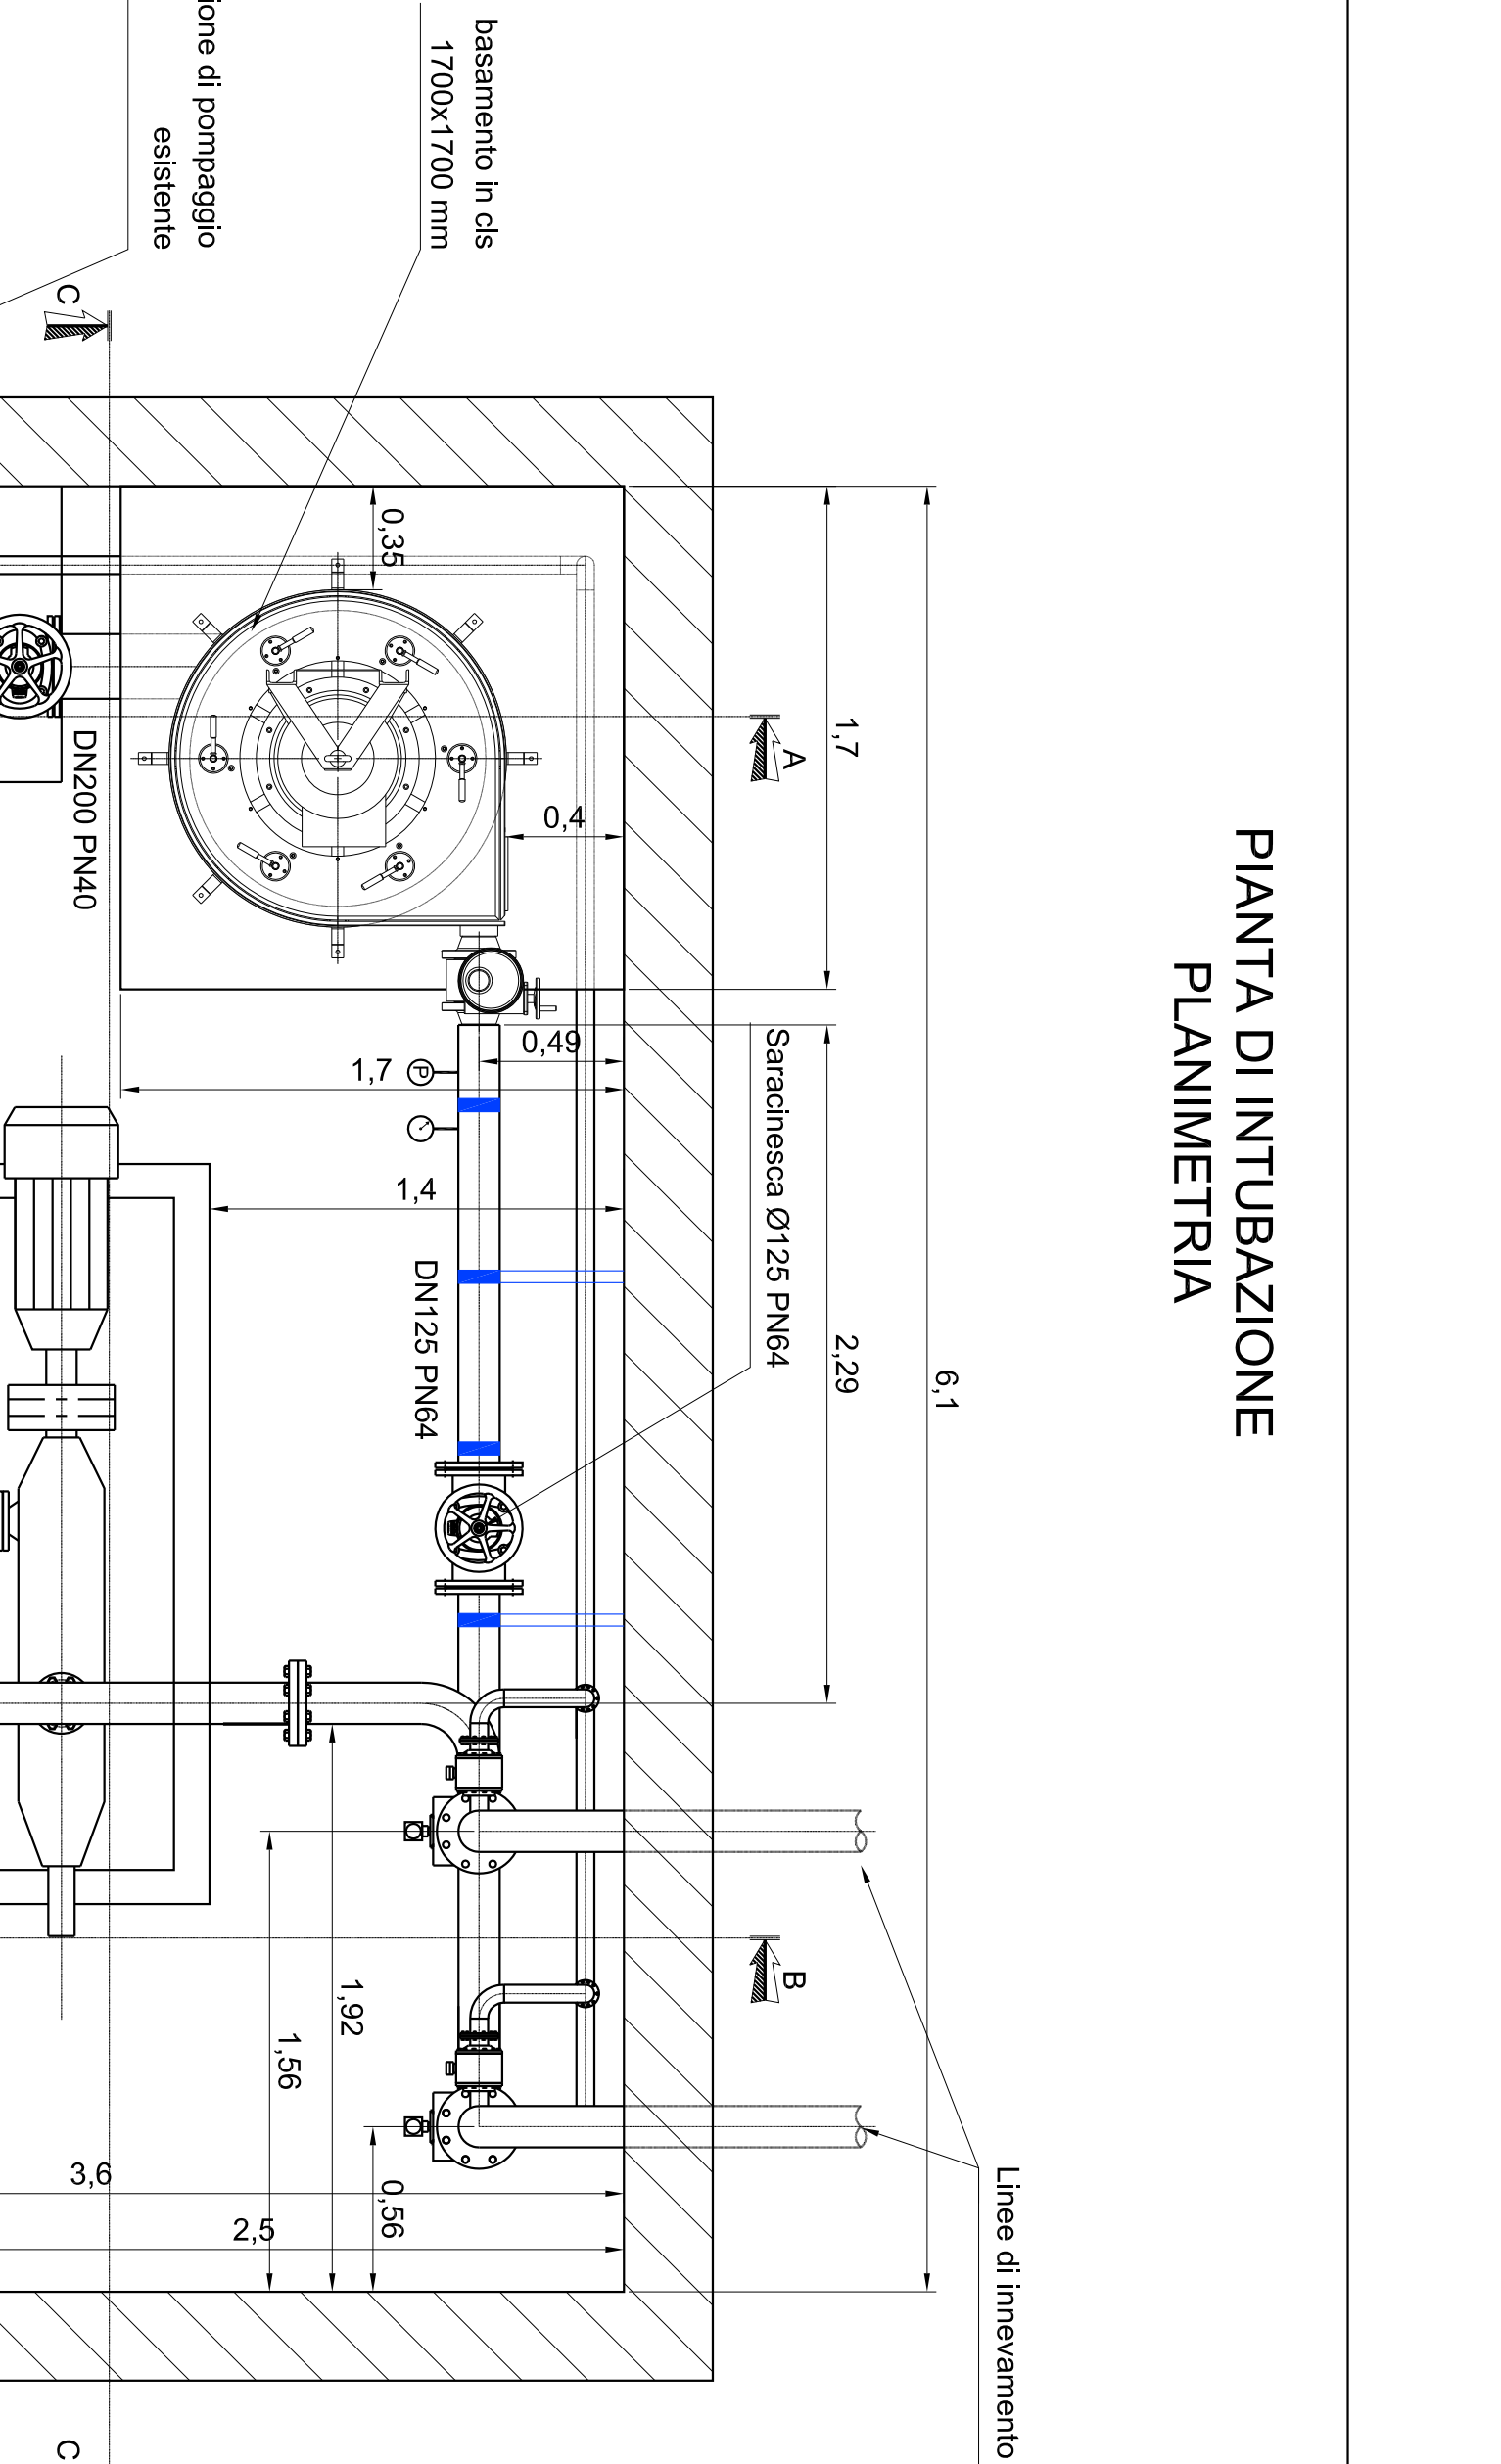 PIANTA DI INTUBAZIONE
PLANIMETRIA
Linee di innevamento
6,1
1,7
2,29
A
B
Saracinesca Ø125 PN64
basamento in cls
1700x1700 mm
ione di pompaggio
esistente
C
0,35
0,4
0,49
1,7
P
1,4
DN125 PN64
DN200 PN40
1,92
1,56
0,56
3,6
2,5
C